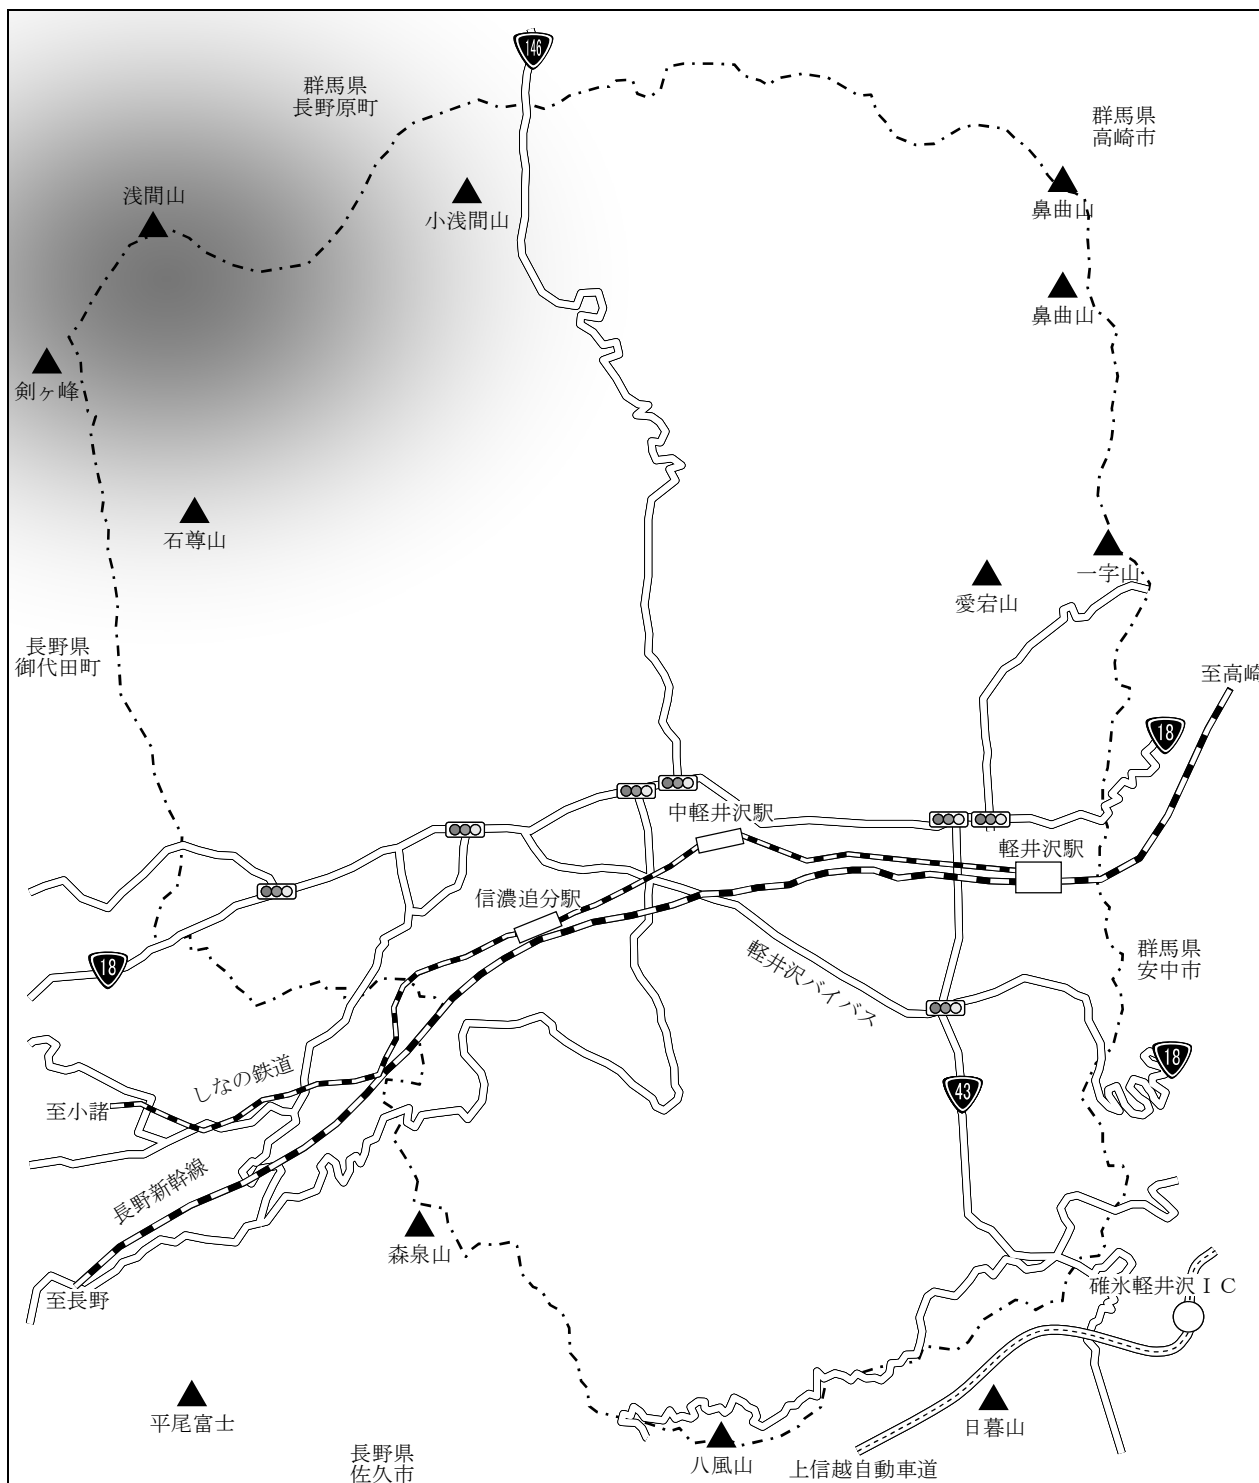 146
群馬県
長野原町
群馬県
高崎市
浅間山
小浅間山
鼻曲山
鼻曲山
剣ヶ峰
石尊山
一字山
愛宕山
長野県
御代田町
至高崎
18
中軽井沢駅
軽井沢駅
信濃追分駅
18
軽井沢バイパス
群馬県
安中市
18
しなの鉄道
43
至小諸
長野新幹線
森泉山
碓氷軽井沢ＩＣ
至長野
平尾富士
日暮山
長野県
佐久市
八風山
上信越自動車道